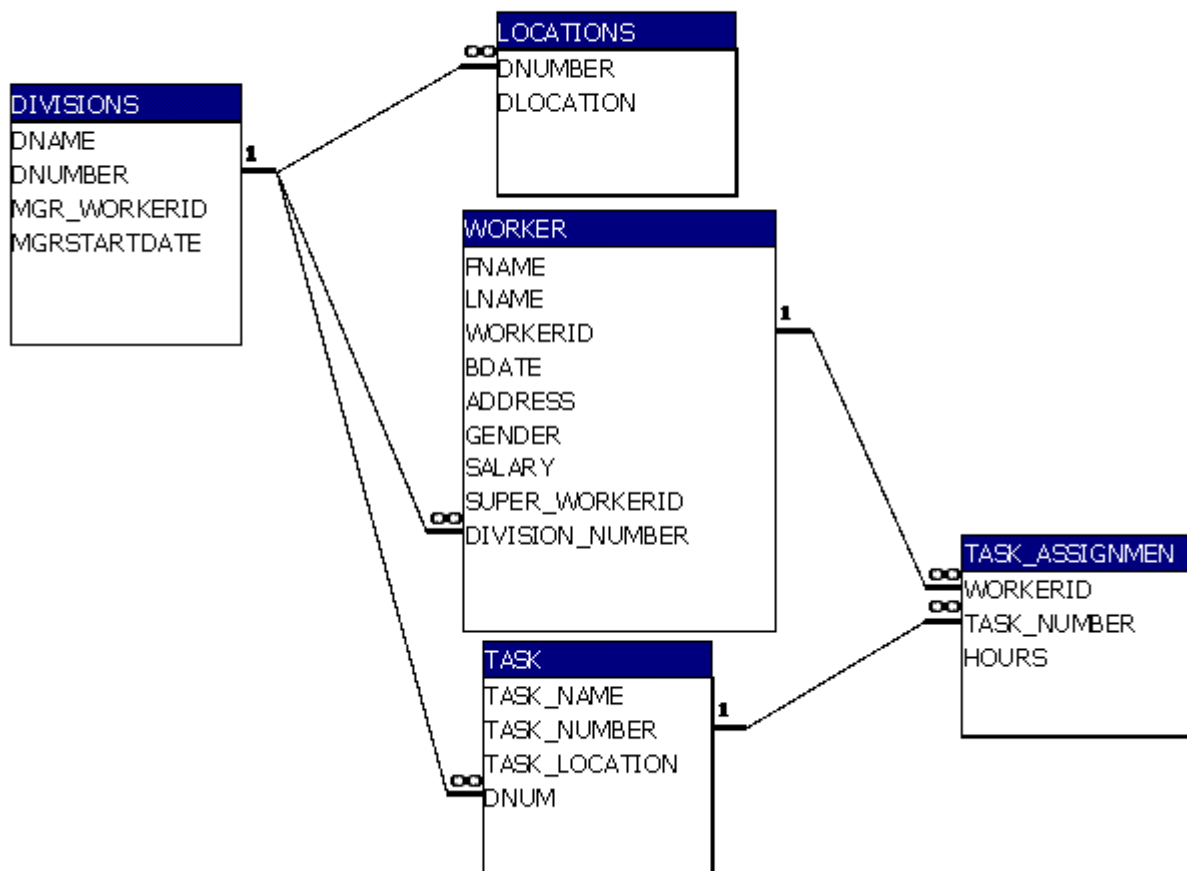 DIVISIONS
DNAME
DNUMBER
MGR_WORKERID
MGRSTARTDATE
1
∞
LOCATIONS
DNUMBER
DLOCATION
WORKER
FNAME
LNAME
WORKERID
BDATE
ADDRESS
GENDER
SALARY
SUPER_WORKERID
∞
DIVISION_NUMBER
1
TASK
TASK_NAME
TASK_NUMBER
TASK_LOCATION
∞
DNUM
1
TASK_ASSIGNMEN
∞
WORKERID
∞
TASK_NUMBER
HOURS